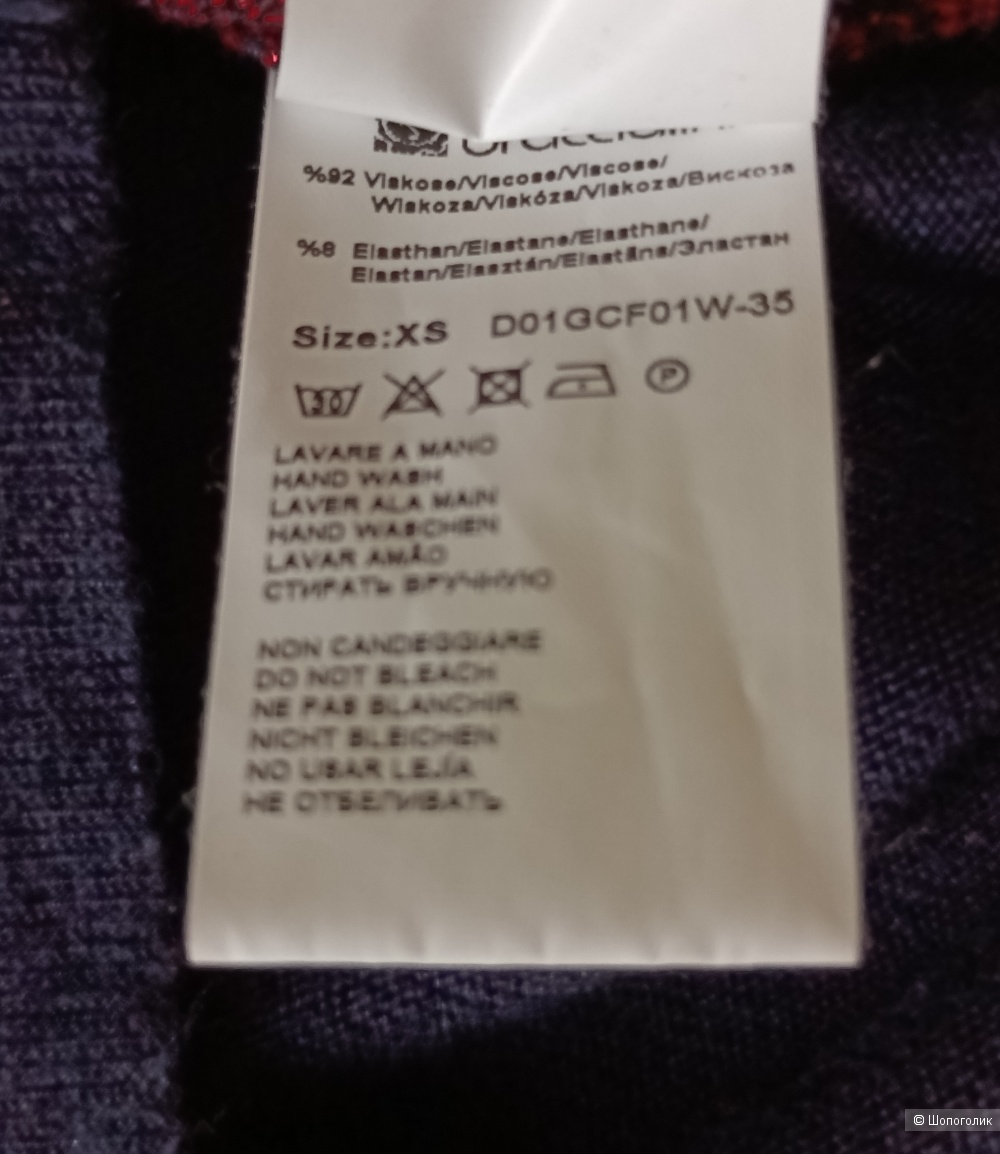 %92 Viskose/Viscose/Viscose/
Wiskoza/Viskóza/Viskoza/Вискоза
%8 Elasthan/Elastane/Elasthane/
Elastan/Elasztán/Elastāna/Эластан
Size:XS D01GCF01W-35
30 P
LAVARE A MANO
HAND WASH
LAVER ALA MAIN
HAND WASCHEN
LAVAR AMÃO
СТИРАТЬ ВРУЧНУЮ
NON CANDEGGIARE
DO NOT BLEACH
NE PAS BLANCHIR
NICHT BLEICHEN
NO USAR LEJÍA
НЕ ОТБЕЛИВАТЬ
© Шопоголик